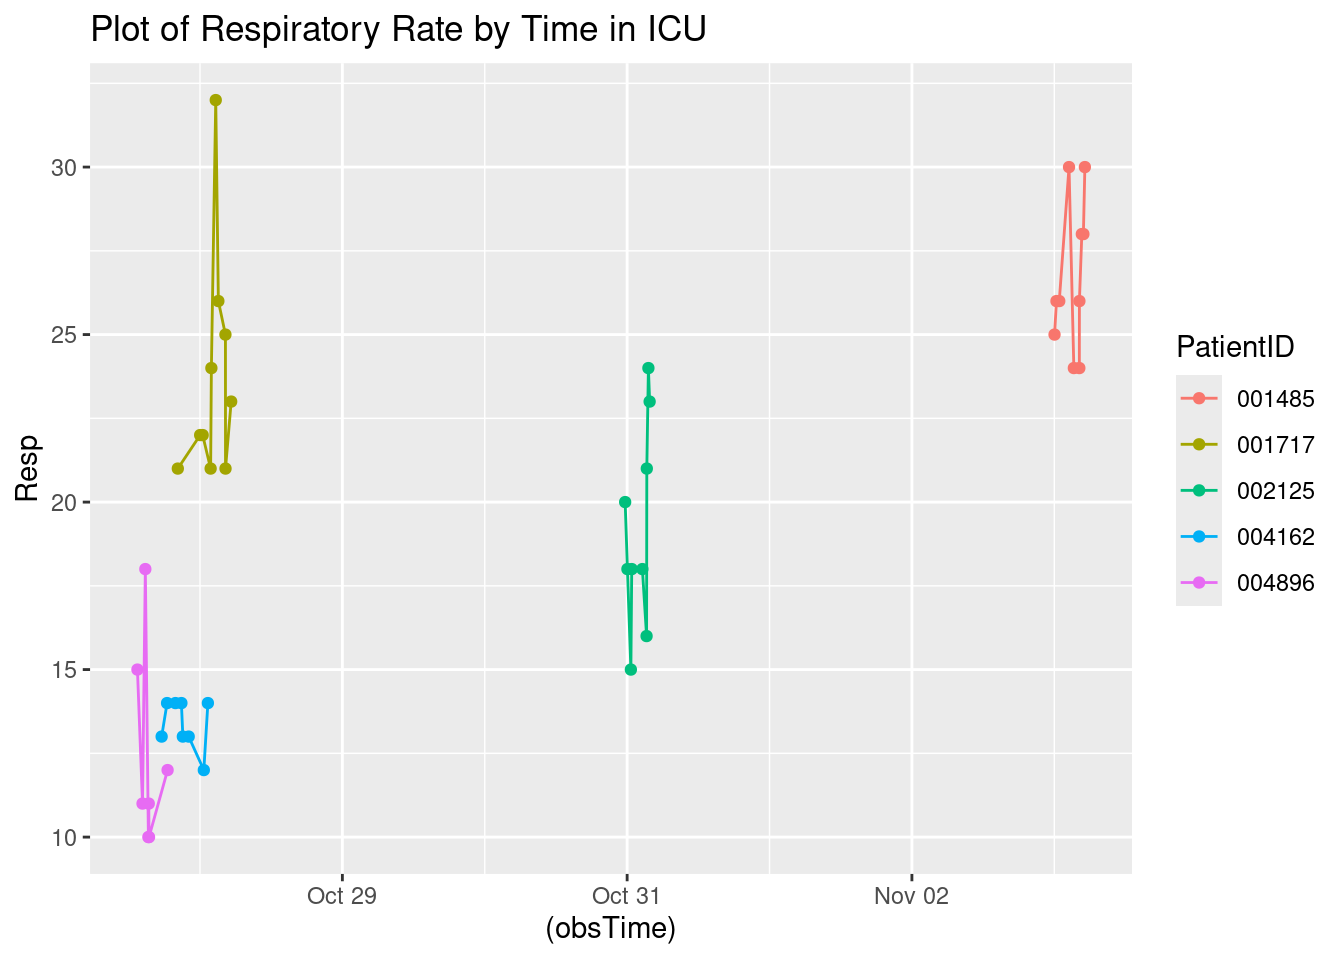 Plot of Respiratory Rate by Time in ICU
30
25
20
15
10
Resp
Oct 29
Oct 31
Nov 02
(obsTime)
PatientID
001485
001717
002125
004162
004896